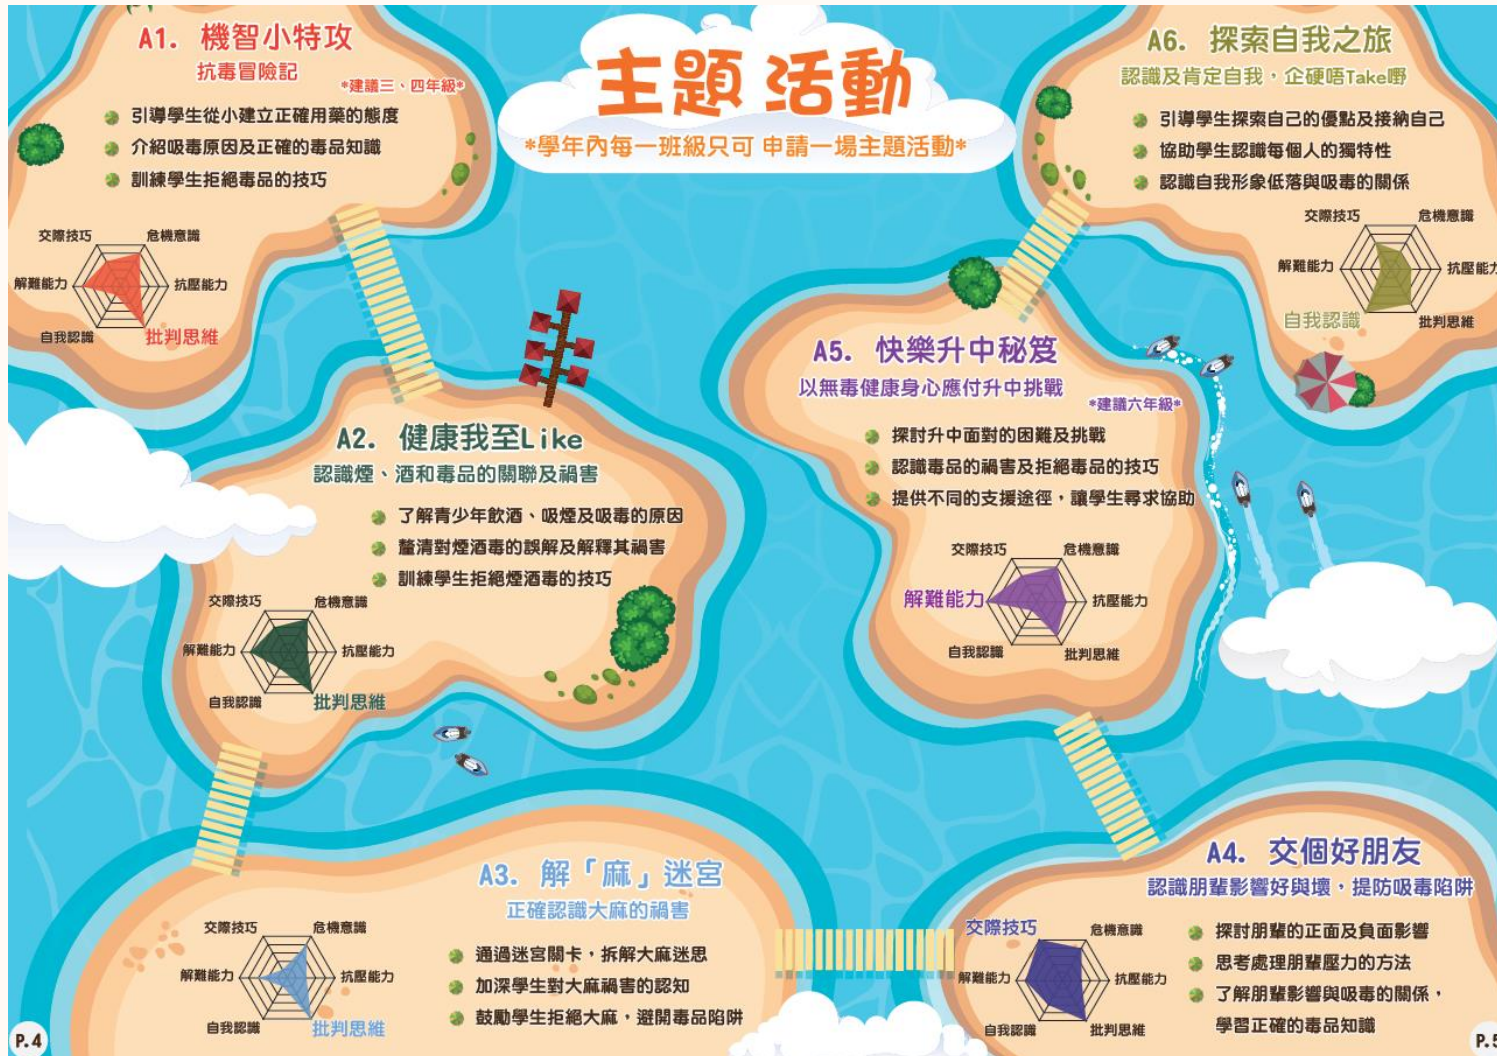 主題活動
*學年內每一班級只可申請一場主題活動*
A1. 機智小特攻
抗毒冒險記
*建議三、四年級*
引導學生從小建立正確用藥的態度
介紹吸毒原因及正確的毒品知識
訓練學生拒絕毒品的技巧
交際技巧
危機意識
解難能力
抗壓能力
自我認識
批判思維
A2. 健康我至Like
認識煙、酒和毒品的關聯及禍害
了解青少年飲酒、吸煙及吸毒的原因
釐清對煙酒毒的誤解及解釋其禍害
訓練學生拒絕煙酒毒的技巧
交際技巧
危機意識
解難能力
抗壓能力
自我認識
批判思維
A3. 解「麻」迷宮
正確認識大麻的禍害
通過迷宮關卡,拆解大麻迷思
加深學生對大麻禍害的認知
鼓勵學生拒絕大麻,避開毒品陷阱
交際技巧
危機意識
解難能力
抗壓能力
自我認識
批判思維
P.4
A4. 交個好朋友
認識朋輩影響好與壞,提防吸毒陷阱
探討朋輩的正面及負面影響
思考處理朋輩壓力的方法
了解朋輩影響與吸毒的關係,
學習正確的毒品知識
交際技巧
危機意識
解難能力
抗壓能力
自我認識
批判思維
A5. 快樂升中秘笈
以無毒健康身心應付升中挑戰
*建議六年級*
探討升中面對的困難及挑戰
認識毒品的禍害及拒絕毒品的技巧
提供不同的支援途徑,讓學生尋求協助
交際技巧
危機意識
解難能力
抗壓能力
自我認識
批判思維
A6. 探索自我之旅
認識及肯定自我,企硬唔Take嘢
引導學生探索自己的優點及接納自己
協助學生認識每個人的獨特性
認識自我形象低落與吸毒的關係
交際技巧
危機意識
解難能力
抗壓能力
自我認識
批判思維
P.5